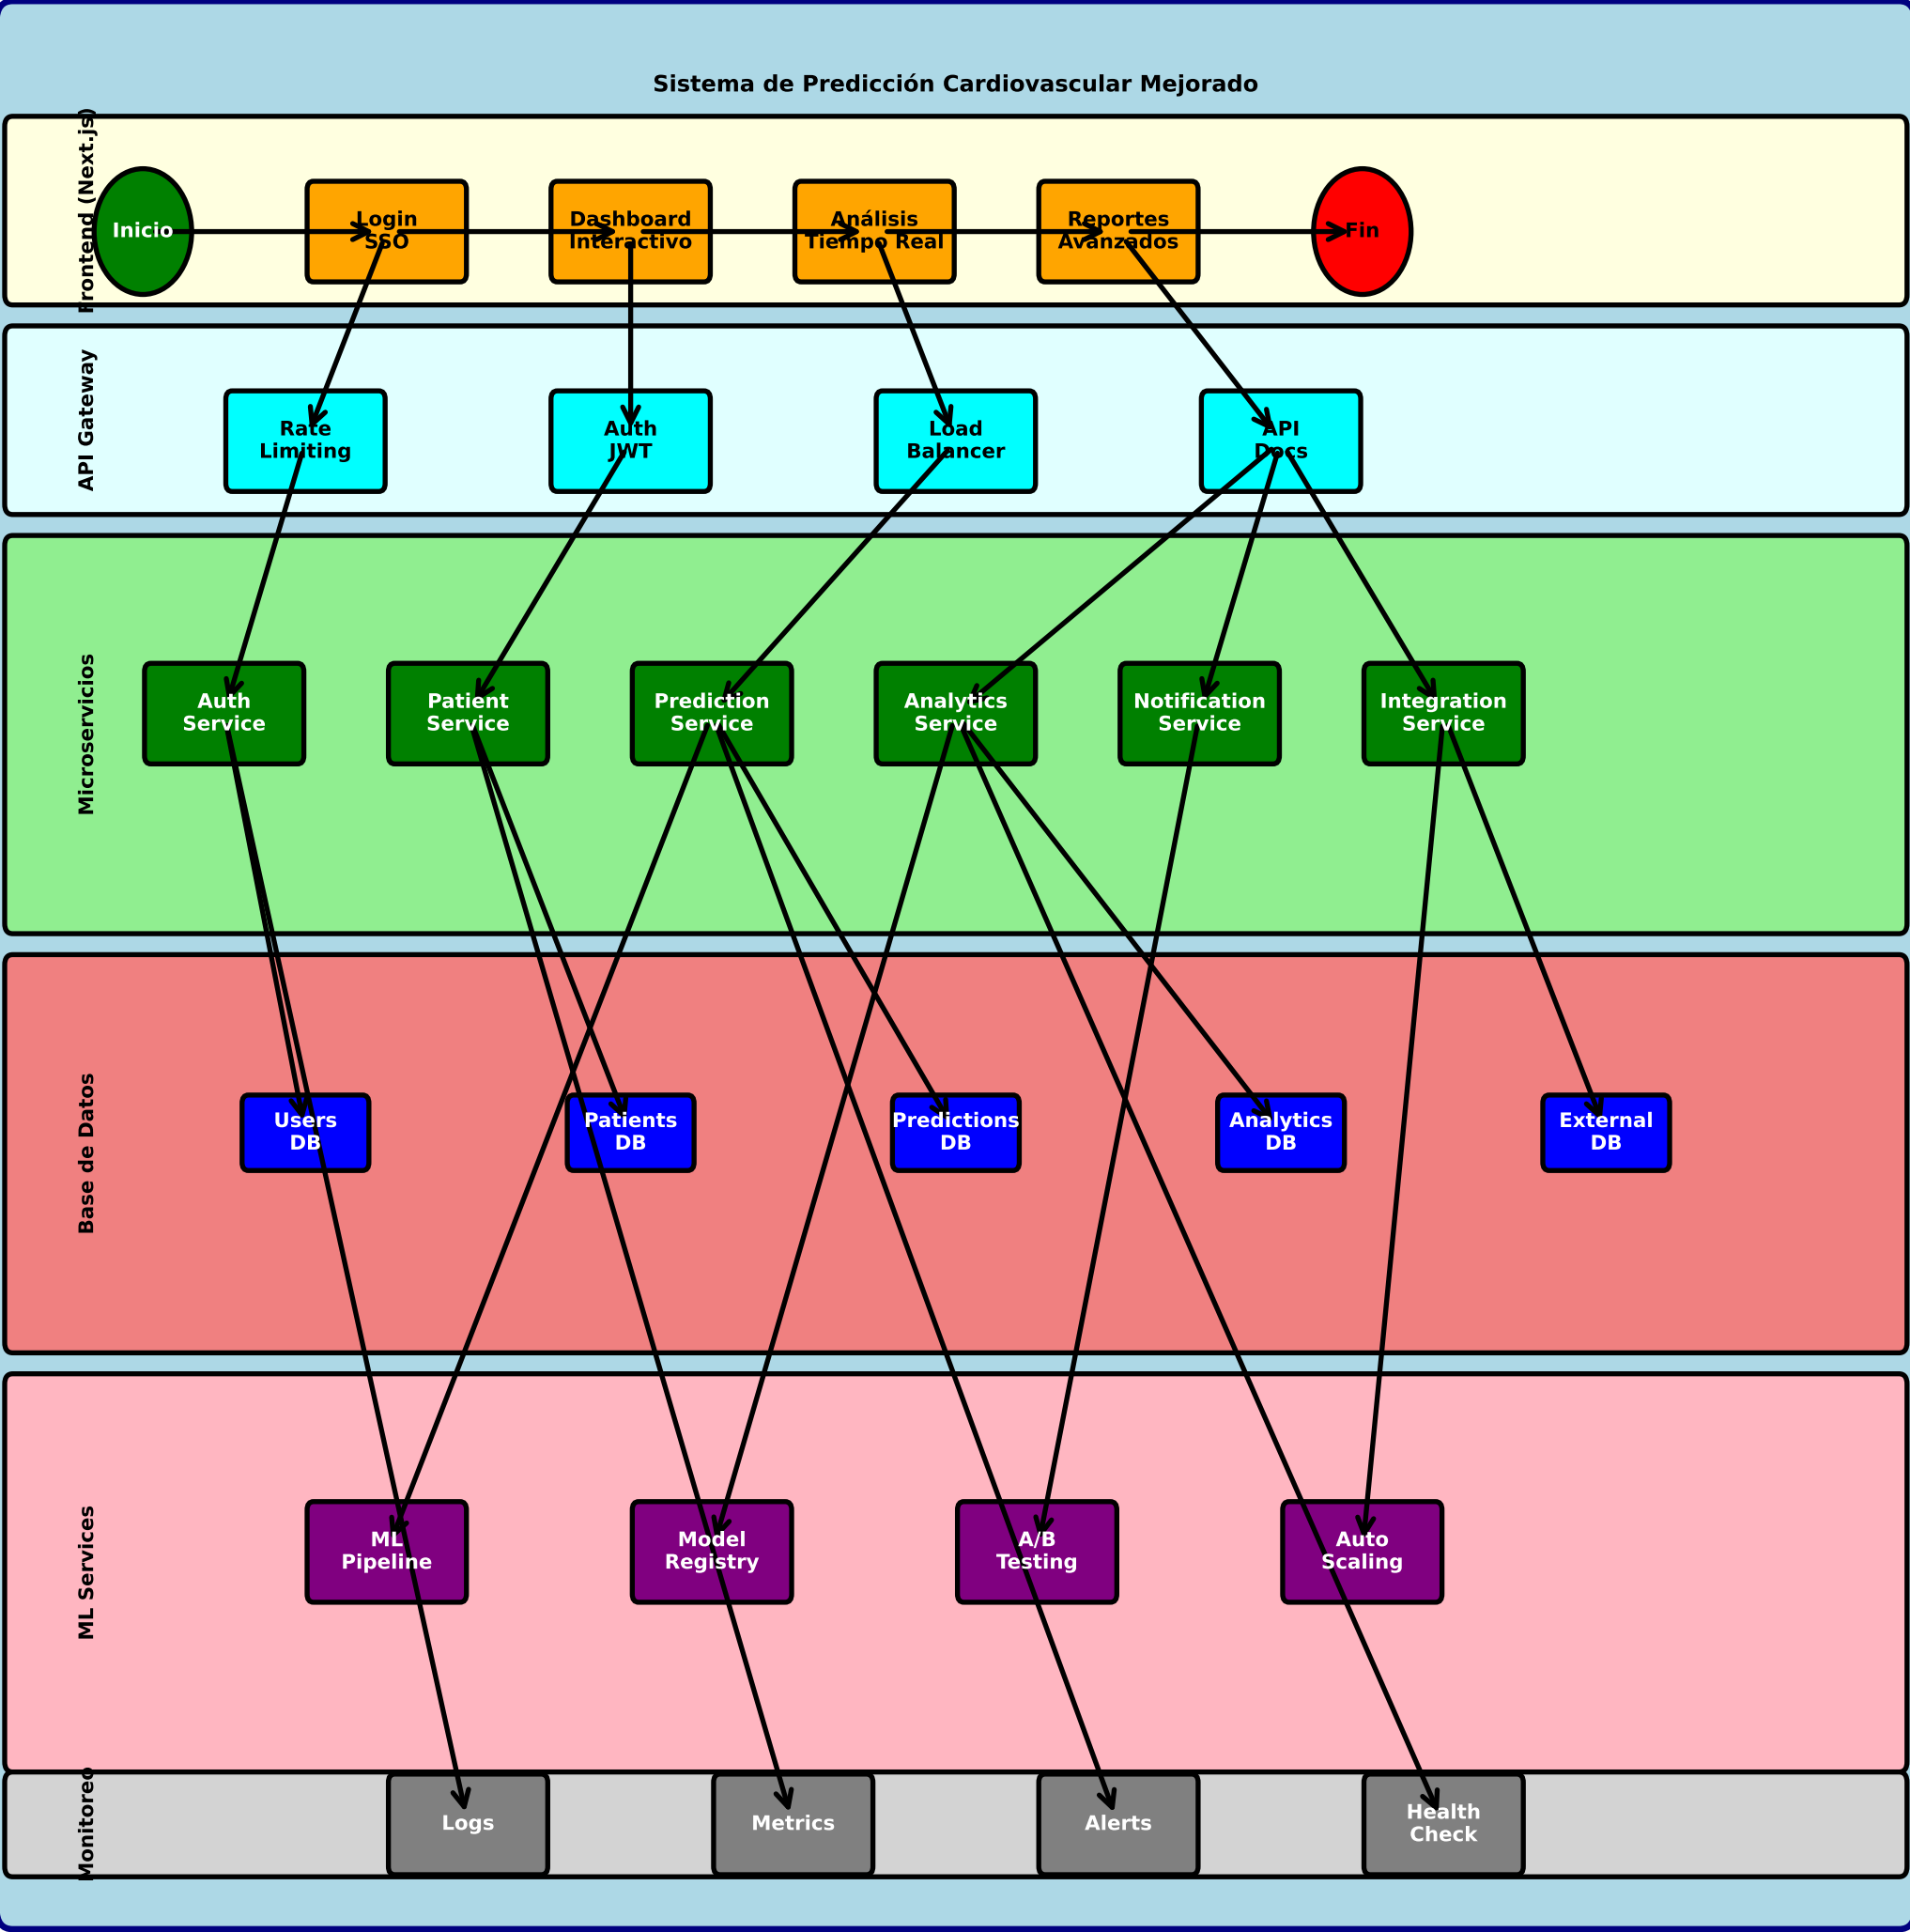 Sistema de Predicción Cardiovascular Mejorado
Frontend (Next.js)
Inicio
Login
SSO
Dashboard
Interactivo
Análisis
Tiempo Real
Reportes
Avanzados
Fin
API Gateway
Rate
Limiting
Auth
JWT
Load
Balancer
API
Docs
Microservicios
Auth
Service
Patient
Service
Prediction
Service
Analytics
Service
Notification
Service
Integration
Service
Base de Datos
Users
DB
Patients
DB
Predictions
DB
Analytics
DB
External
DB
ML Services
ML
Pipeline
Model
Registry
A/B
Testing
Auto
Scaling
Monitoreo
Logs
Metrics
Alerts
Health
Check